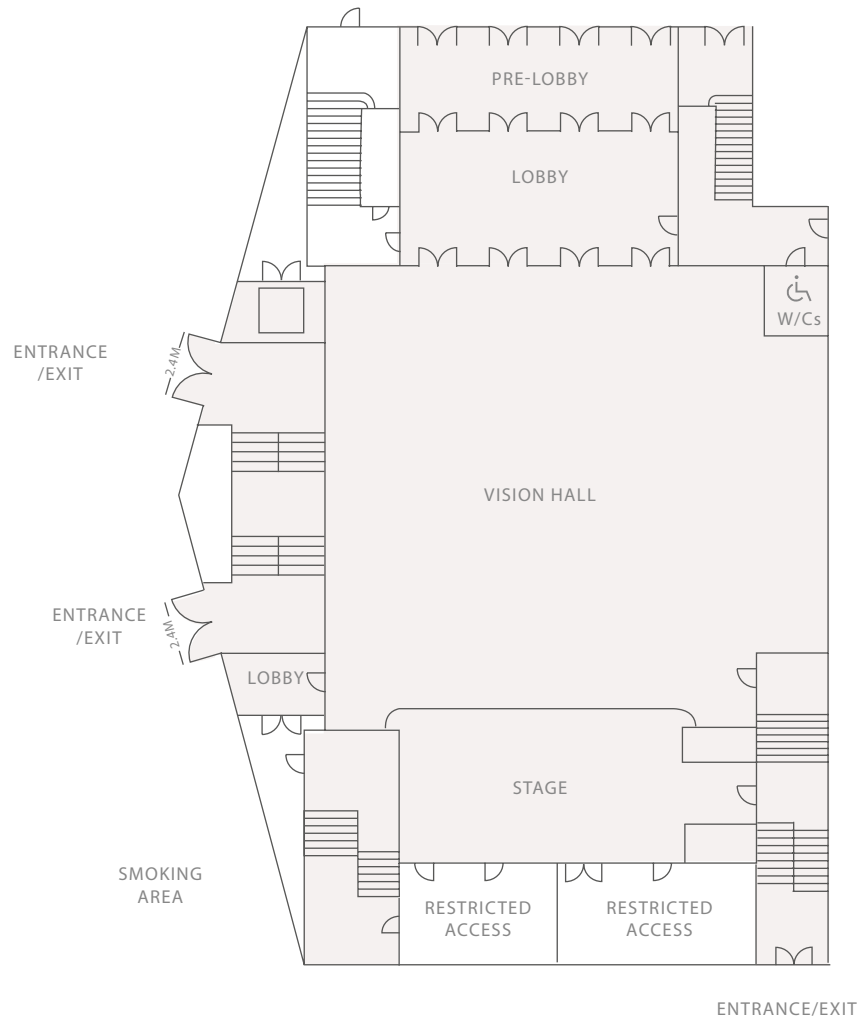 PRE-LOBBY
LOBBY
W/Cs
ENTRANCE
/EXIT
2.4M
VISION HALL
ENTRANCE
/EXIT
2.4M
LOBBY
STAGE
SMOKING
AREA
RESTRICTED
ACCESS
RESTRICTED
ACCESS
ENTRANCE/EXIT